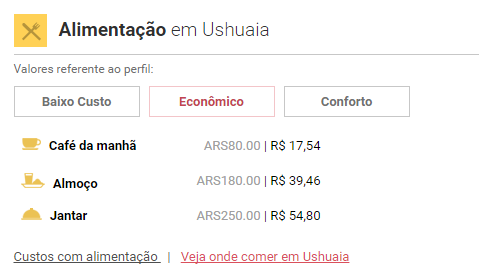 Alimentação em Ushuaia
Valores referente ao perfil:
Baixo Custo Econômico Conforto
Café da manhã ARS80.00 | R$ 17,54
Almoço ARS180.00 | R$ 39,46
Jantar ARS250.00 | R$ 54,80
Custos com alimentação | Veja onde comer em Ushuaia